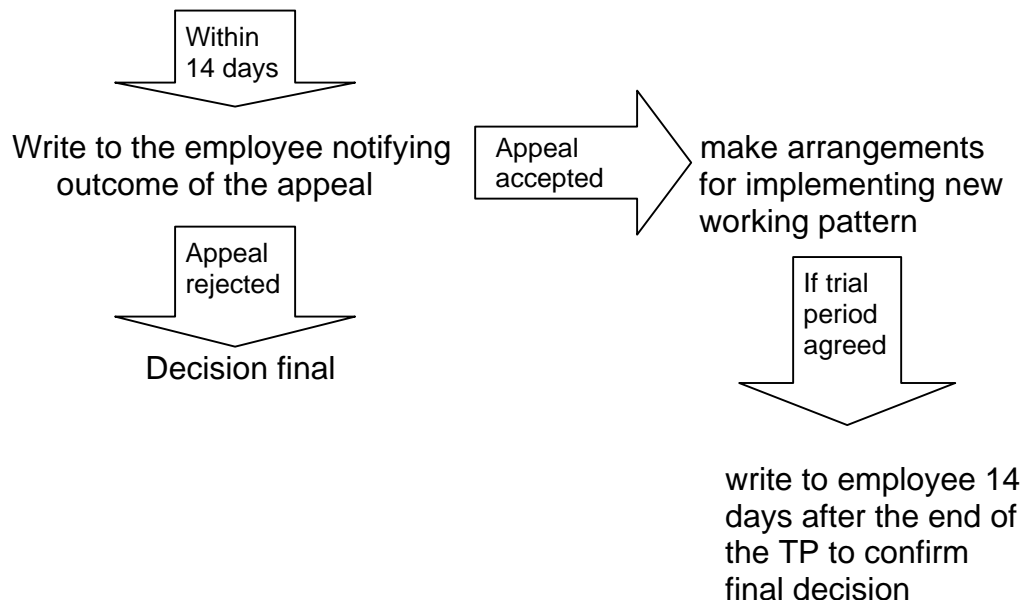 Within
14 days
Write to the employee notifying
outcome of the appeal
Appeal
accepted
make arrangements
for implementing new
working pattern
Appeal
rejected
Decision final
If trial
period
agreed
write to employee 14
days after the end of
the TP to confirm
final decision